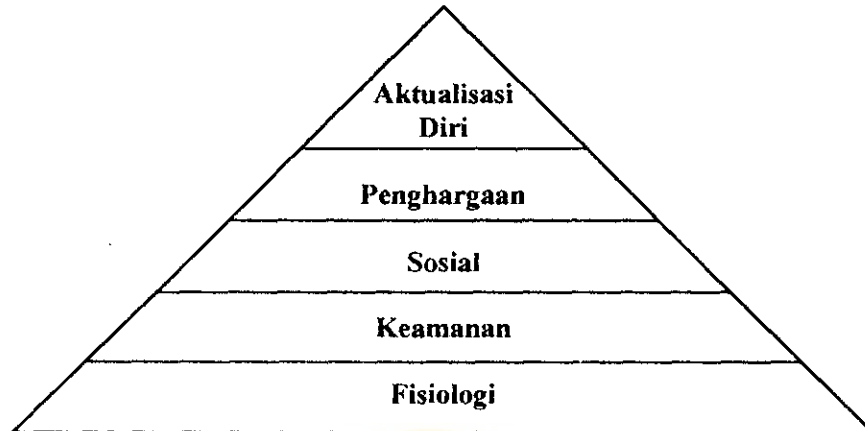 Aktualisasi
Diri
Penghargaan
Sosial
Keamanan
Fisiologi